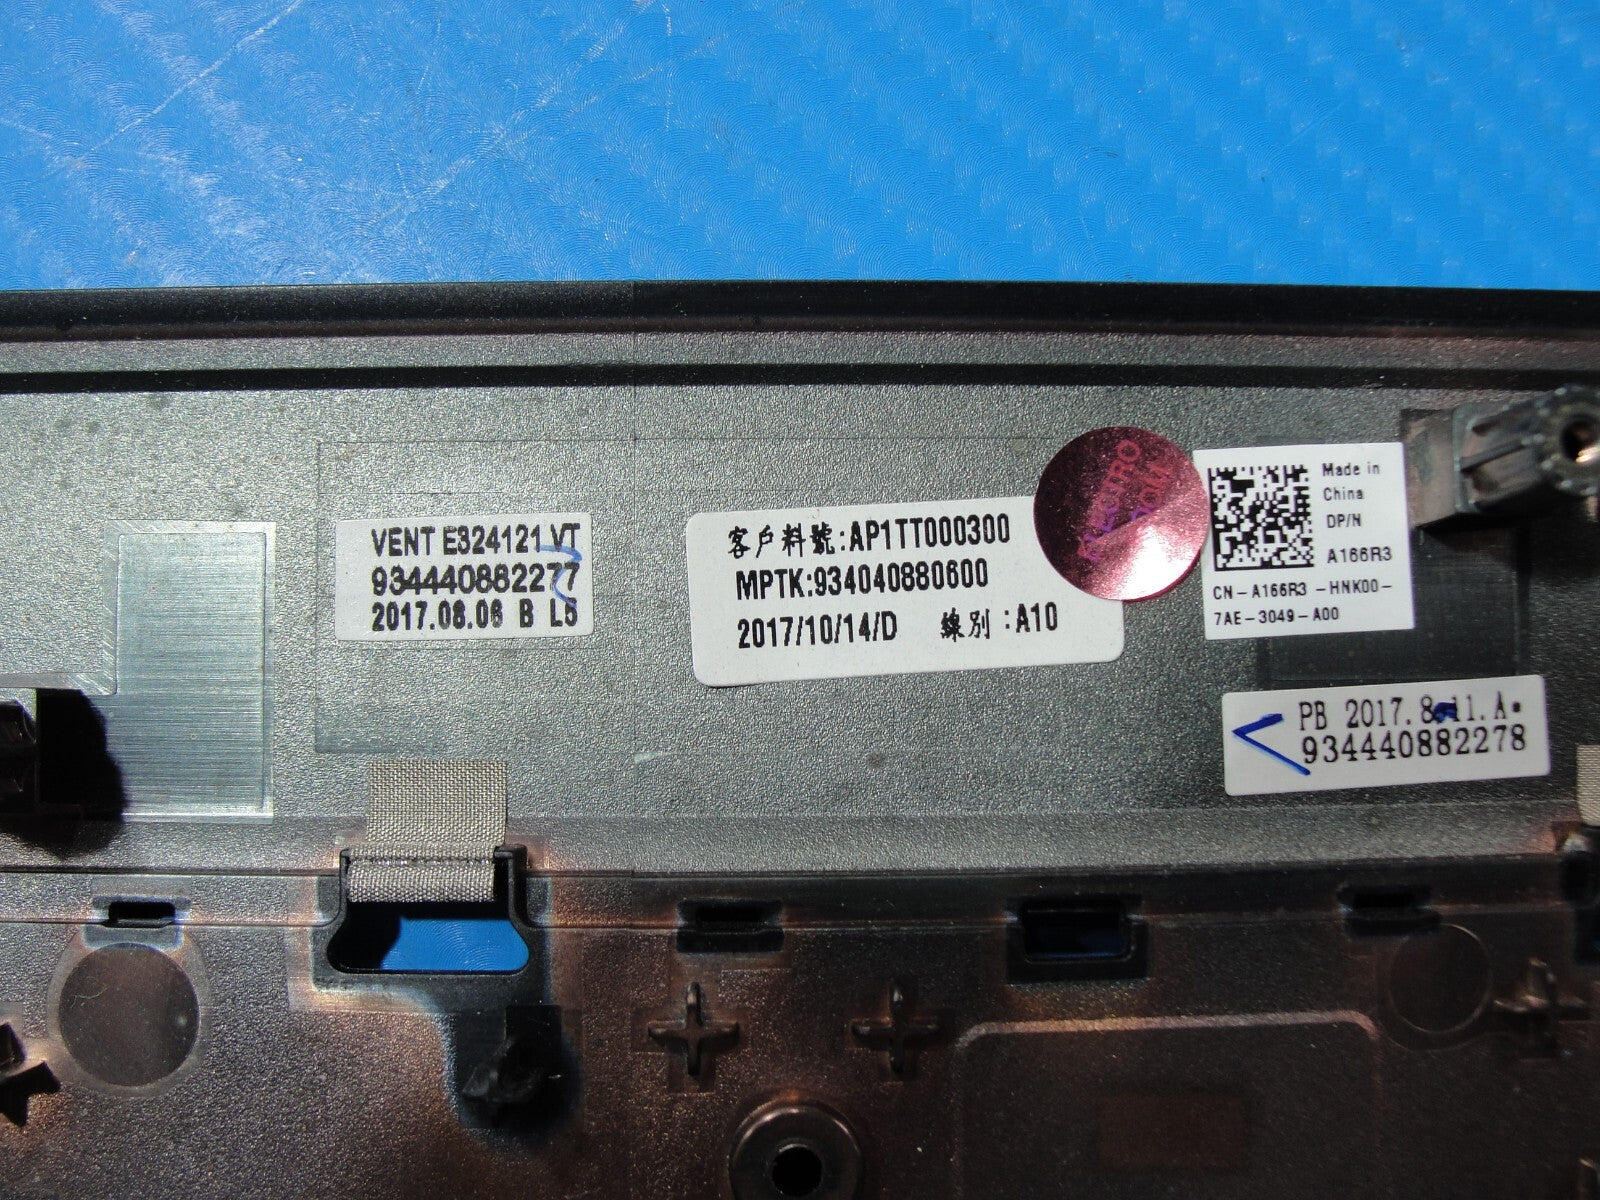 VENT E324121 VT
934440882277
2017.08.06 B L5
客戶料號:AP1TT000300
MPTK:934040880600
2017/10/14/D 線別:A10
Made in
China
DP/N
A166R3
CN-A166R3-HNK00-
7AE-3049-A00
PB 2017.8.11.A.
934440882278